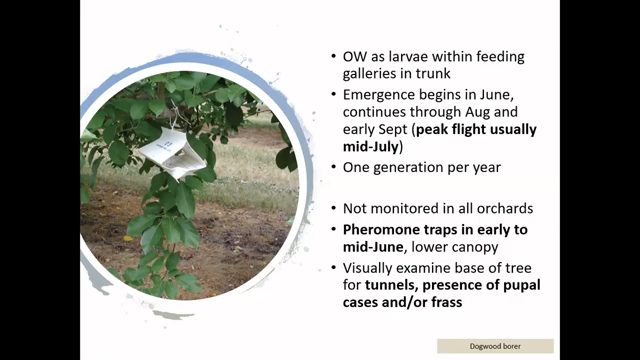 • OW as larvae within feeding
galleries in trunk
• Emergence begins in June,
continues through Aug and
early Sept (peak flight usually
mid-July)
• One generation per year
• Not monitored in all orchards
• Pheromone traps in early to
mid-June, lower canopy
• Visually examine base of tree
for tunnels, presence of pupal
cases and/or frass
Dogwood borer